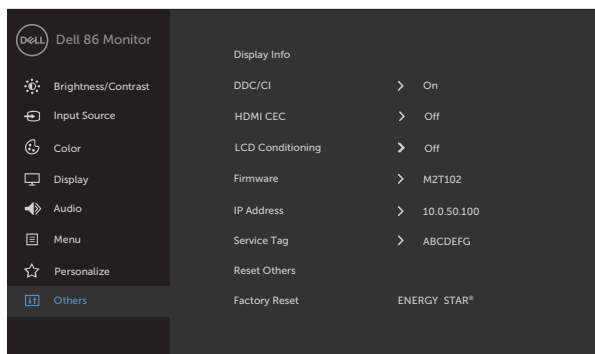 DELL Dell 86 Monitor
Display Info
Brightness/Contrast DDC/CI > On
Input Source HDMI CEC > Off
Color LCD Conditioning > Off
Display Firmware > M2T102
Audio IP Address > 10.0.50.100
Menu Service Tag > ABCDEFG
Personalize Reset Others
Others Factory Reset ENERGY STAR®